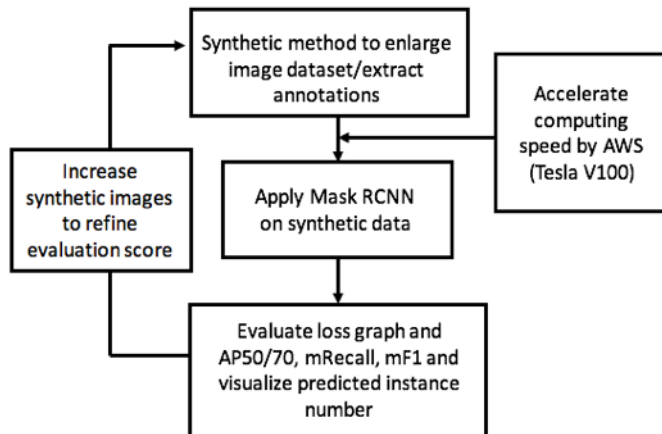 Synthetic method to enlarge
image dataset/extract
annotations
Accelerate
computing
speed by AWS
(Tesla V100)
Increase
synthetic images
to refine
evaluation score
Apply Mask RCNN
on synthetic data
Evaluate loss graph and
AP50/70, mRecall, mF1 and
visualize predicted instance
number